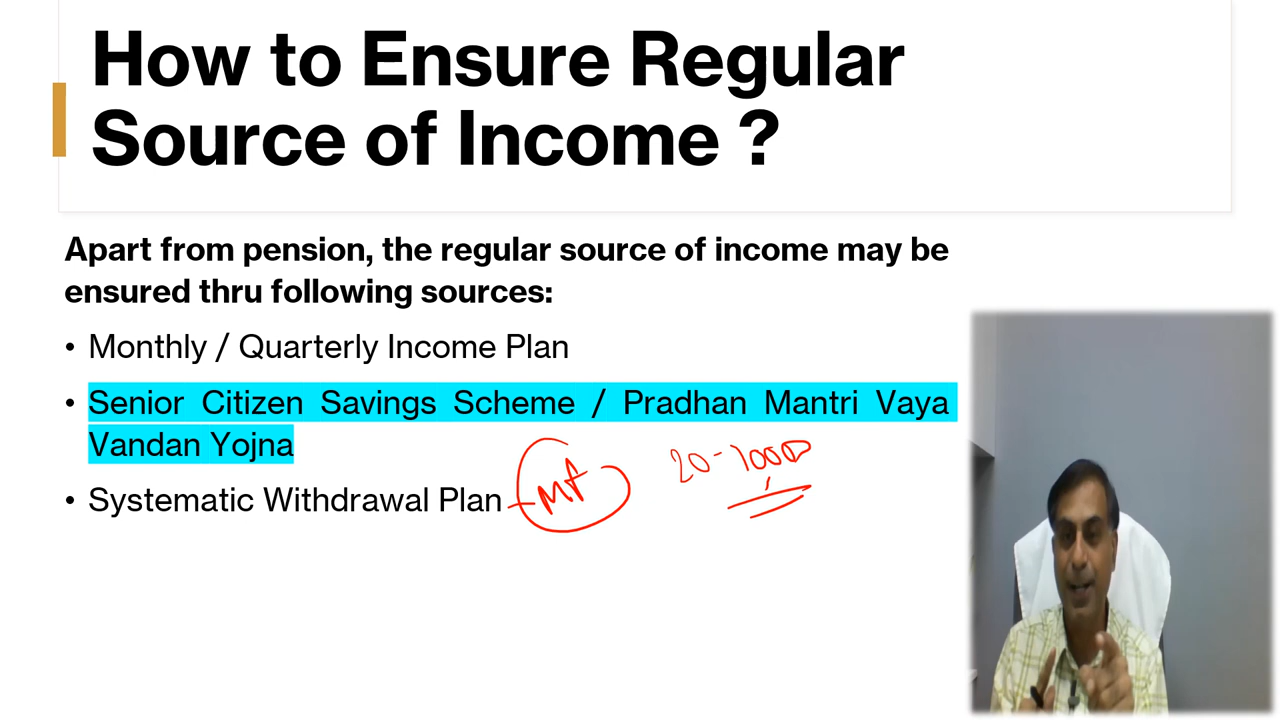 How to Ensure Regular
Source of Income ?
Apart from pension, the regular source of income may be
ensured thru following sources:
• Monthly / Quarterly Income Plan
• Senior Citizen Savings Scheme / Pradhan Mantri Vaya
Vandan Yojna
• Systematic Withdrawal Plan - MF